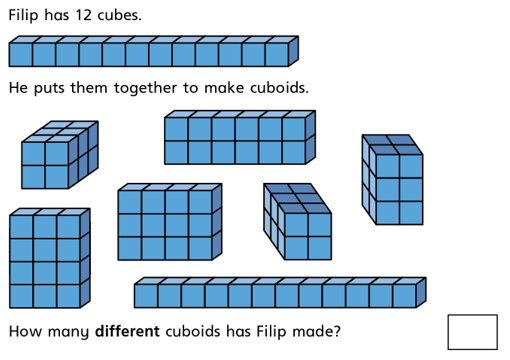 Filip has 12 cubes.
He puts them together to make cuboids.
How many different cuboids has Filip made?